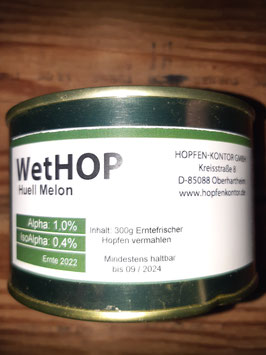 WetHOP
Huell Melon
Alpha: 1.0%
IsoAlpha: 0.4%
Ernte 2022
Inhalt: 300g Erntefrischer
Hopfen vermahlen
Mindestens haltbar
bis 09 / 2024
HOPFEN-KONTOR GMBH
Kreisstraße 8
D-85088 Oberhartheim
www.hopfenkontor.de